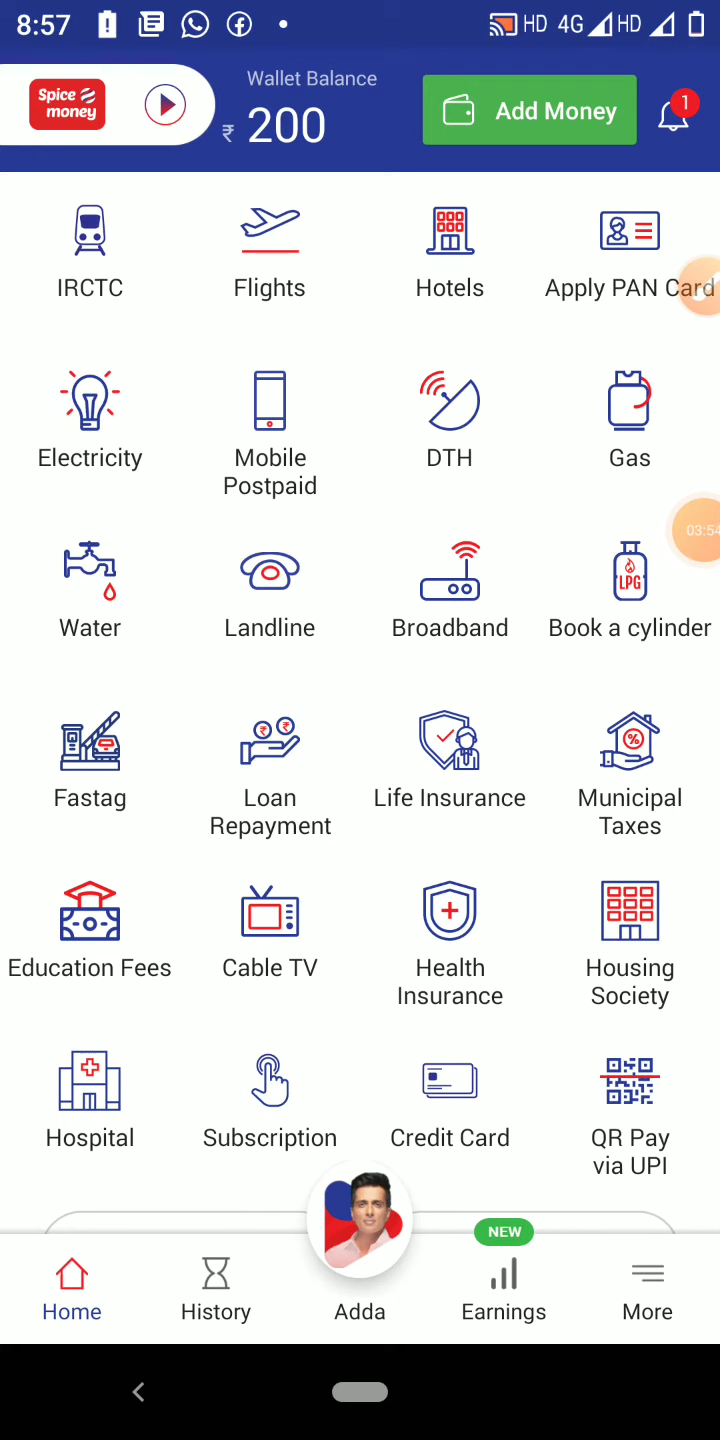 8:57
HD 4G HD
Spice money
Wallet Balance
₹ 200
Add Money
1
IRCTC
Flights
Hotels
Apply PAN Card
Electricity
Mobile Postpaid
DTH
Gas
03:54
Water
Landline
Broadband
LPG
Book a cylinder
Fastag
Loan Repayment
Life Insurance
Municipal Taxes
Education Fees
Cable TV
Health Insurance
Housing Society
Hospital
Subscription
Credit Card
QR Pay via UPI
NEW
Home
History
Adda
Earnings
More